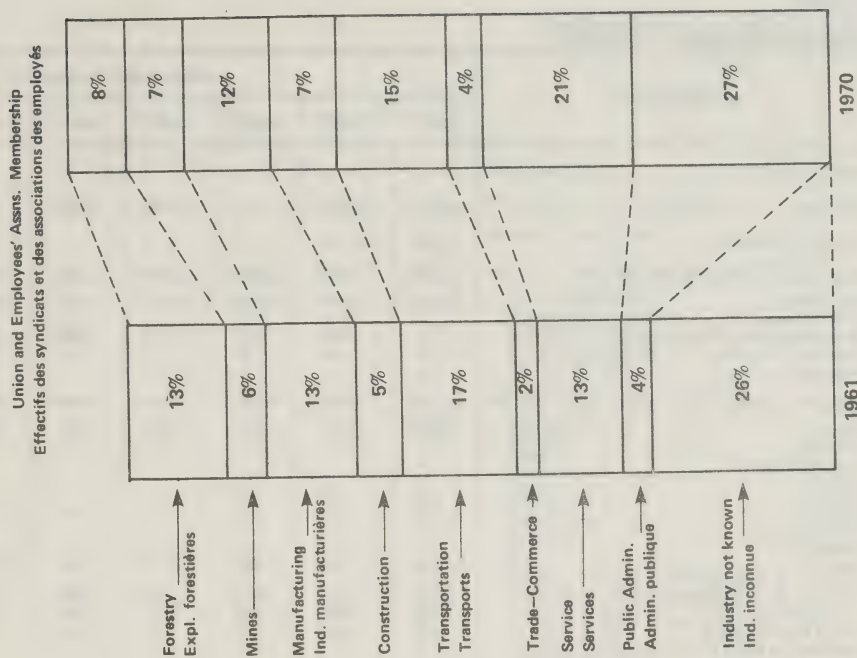 Union and Employees' Assns. Membership
Effectifs des syndicats et des associations des employés
Forestry
Expl. forestières
Mines
Manufacturing
Ind. manufacturières
Construction
Transportation
Transports
Trade–Commerce
Service
Services
Public Admin.
Admin. publique
Industry not known
Ind. inconnue
13%
6%
13%
5%
17%
2%
13%
4%
26%
1961
8%
7%
12%
7%
15%
4%
21%
27%
1970